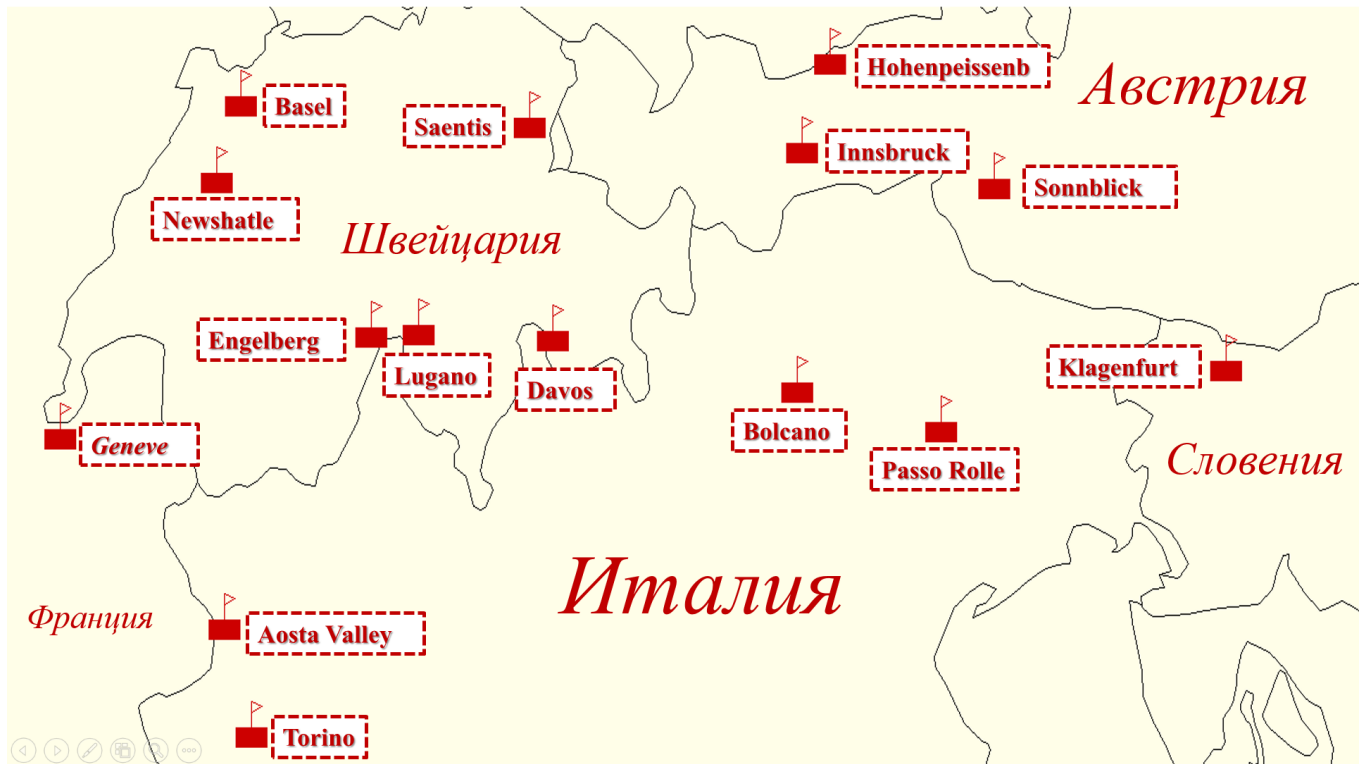 Hohenpeissenb
Австрия
Basel
Saentis
Innsbruck
Sonnblick
Newshatle
Швейцария
Engelberg
Lugano
Davos
Klagenfurt
Bolcano
Geneve
Passo Rolle
Словения
Италия
Франция
Aosta Valley
Torino